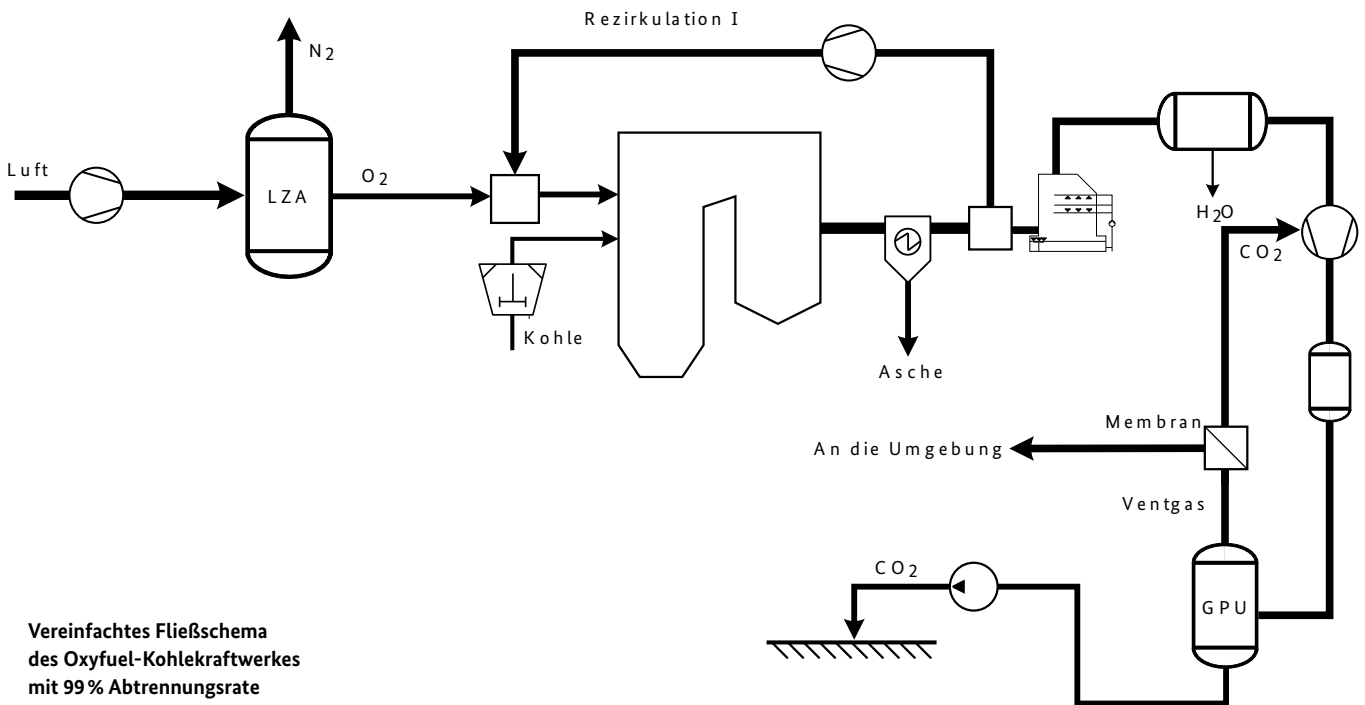 Rezirkulation I
N2
Luft
LZA
O2
H2O
CO2
Kohle
Asche
Membran
An die Umgebung
Ventgas
CO2
GPU
Vereinfachtes Fließschema
des Oxyfuel-Kohlekraftwerkes
mit 99 % Abtrennungsrate